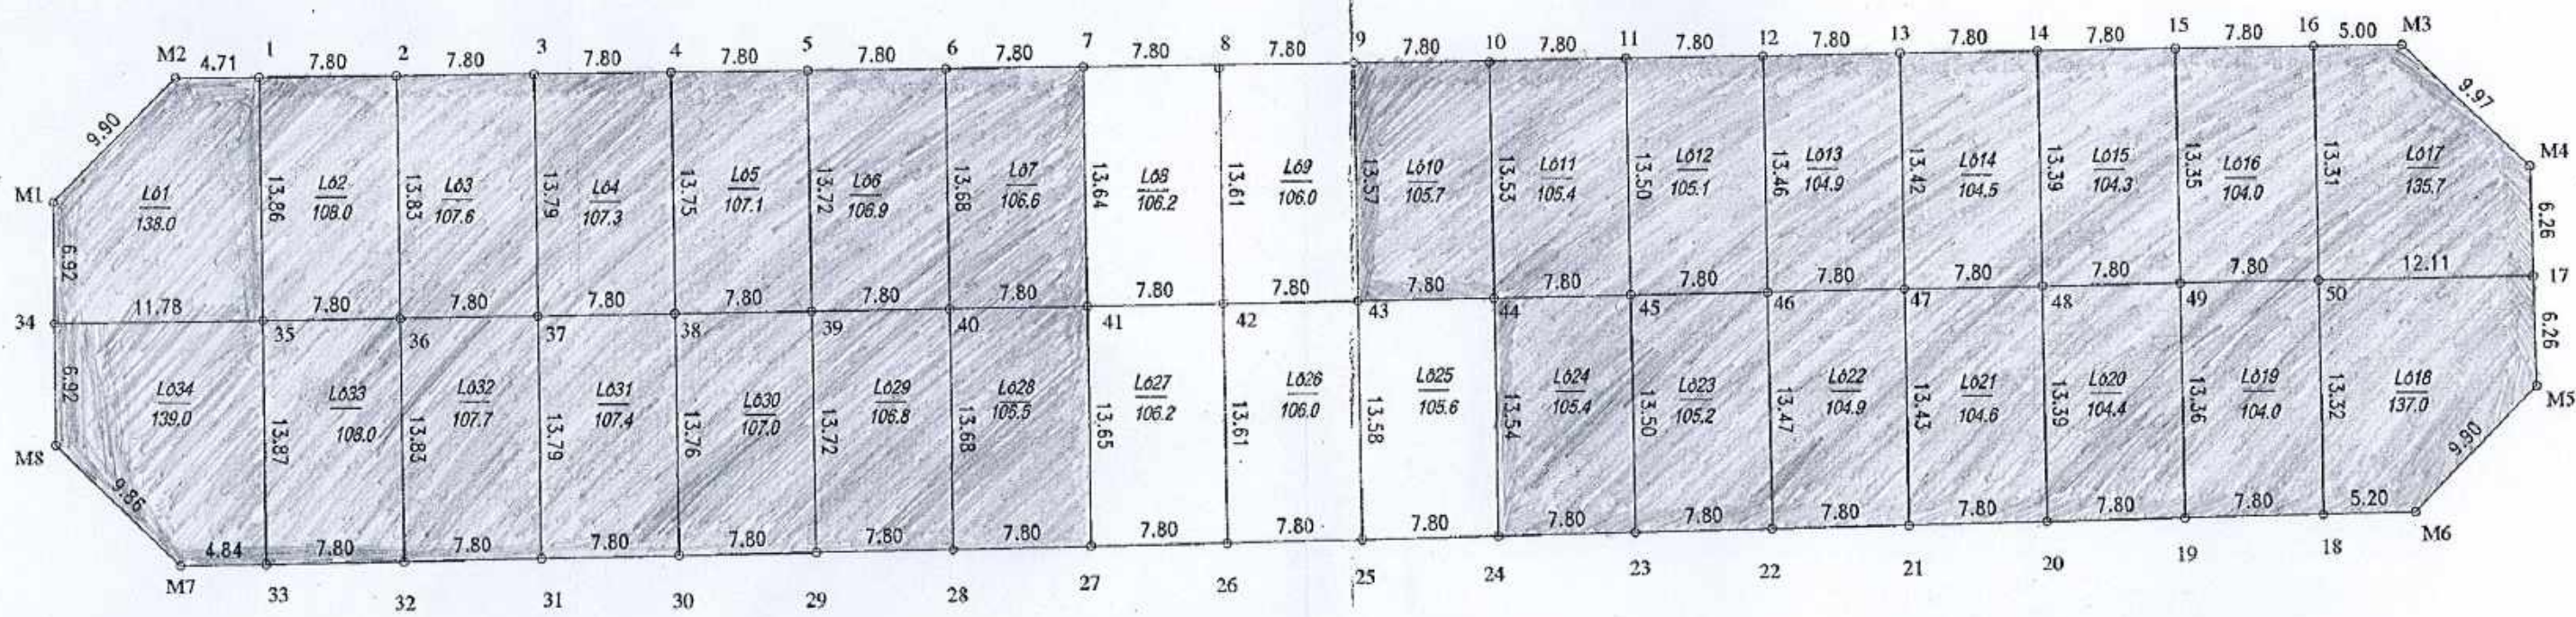 M2 4.71 1 7.80 2 7.80 3 7.80 4 7.80 5 7.80 6 7.80 7 7.80 8 7.80 9 7.80 10 7.80 11 7.80 12 7.80 13 7.80 14 7.80 15 7.80 16 5.00 M3
9.90
9.97
M1
M4
Lô1
138.0
13.86
Lô2
108.0
13.83
Lô3
107.6
13.79
Lô4
107.3
13.75
Lô5
107.1
13.72
Lô6
106.9
13.68
Lô7
106.6
13.64
Lô8
106.2
13.61
Lô9
106.0
13.57
Lô10
105.7
13.53
Lô11
105.4
13.50
Lô12
105.1
13.46
Lô13
104.9
13.42
Lô14
104.5
13.39
Lô15
104.3
13.35
Lô16
104.0
13.31
Lô17
135.7
6.92
6.26
11.78 7.80 7.80 7.80 7.80 7.80 7.80 7.80 7.80 7.80 7.80 7.80 7.80 7.80 7.80 7.80 12.11
34 35 36 37 38 39 40 41 42 43 44 45 46 47 48 49 50 17
6.92
6.26
Lô34
139.0
13.87
Lô33
108.0
13.83
Lô32
107.7
13.79
Lô31
107.4
13.76
Lô30
107.0
13.72
Lô29
106.8
13.68
Lô28
106.5
13.65
Lô27
106.2
13.61
Lô26
106.0
13.58
Lô25
105.6
13.54
Lô24
105.4
13.50
Lô23
105.2
13.47
Lô22
104.9
13.43
Lô21
104.6
13.39
Lô20
104.4
13.36
Lô19
104.0
13.32
Lô18
137.0
M8
M5
9.86
9.90
4.84 7.80 7.80 7.80 7.80 7.80 7.80 7.80 7.80 7.80 7.80 7.80 7.80 7.80 7.80 7.80 5.20
M7 33 32 31 30 29 28 27 26 25 24 23 22 21 20 19 18 M6